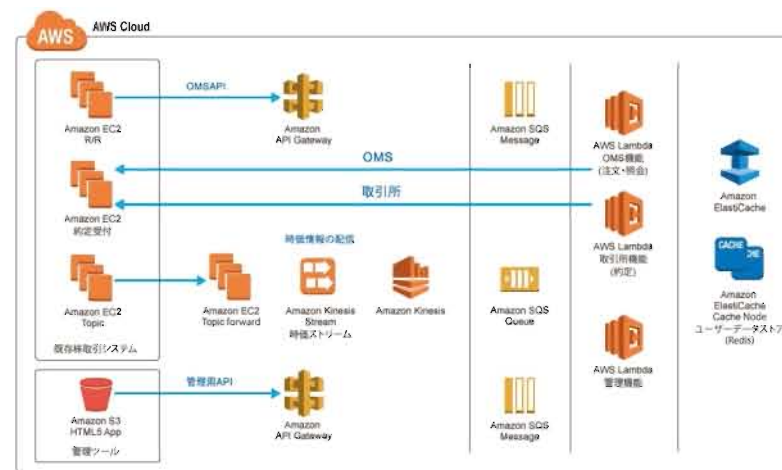 AWS
AWS Cloud
Amazon EC2
R/R
OMSAPI
Amazon
API Gateway
Amazon SQS
Message
AWS Lambda
OMS機能
(注文・照会)
OMS
Amazon EC2
約定受付
取引所
AWS Lambda
取引所機能
(約定)
Amazon
ElastiCache
時価情報の配信
Amazon EC2
Topic
Amazon EC2
Topic forward
Amazon Kinesis
Stream
時価ストリーム
Amazon Kinesis
Amazon SQS
Queue
CACHE
CHE
Amazon
ElastiCache
Cache Node
ユーザーデータストア
(Redis)
既存株取引システム
AWS Lambda
管理機能
管理用API
Amazon S3
HTML5 App
管理ツール
Amazon
API Gateway
Amazon SQS
Message